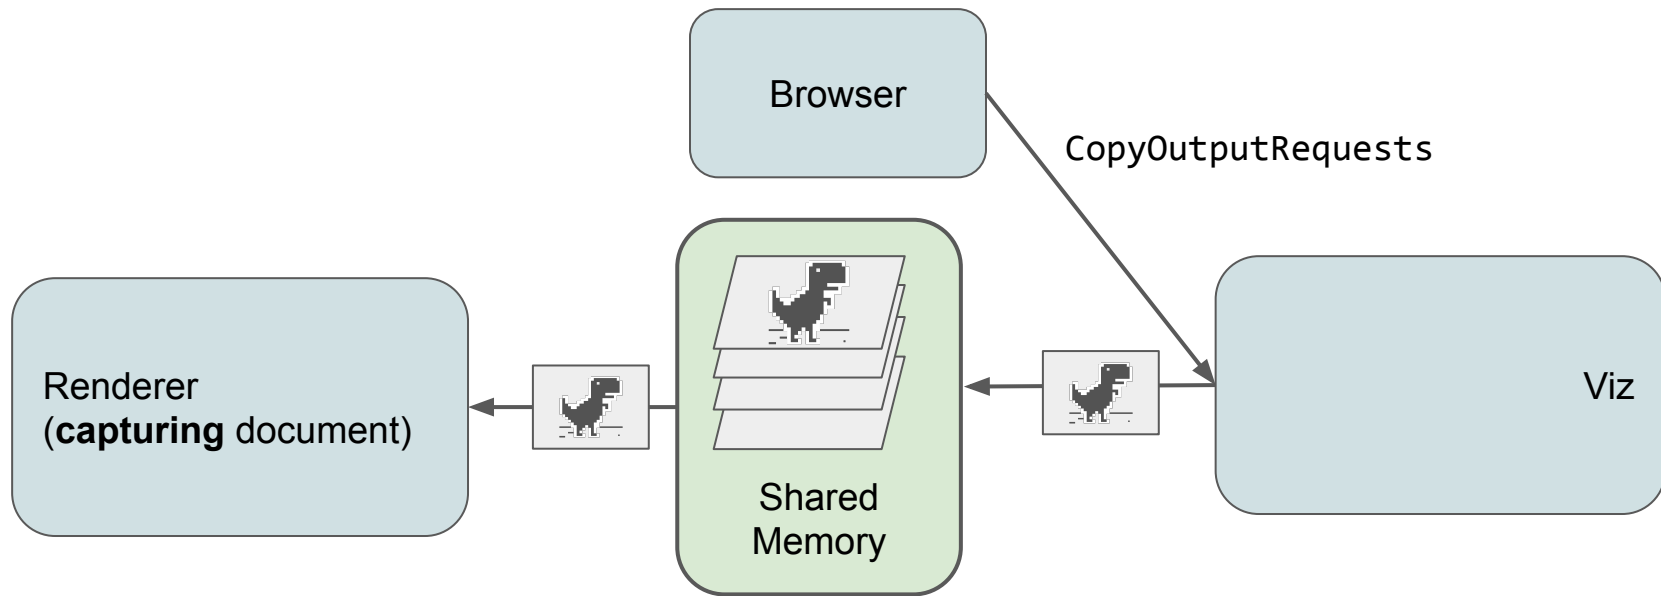 Browser
CopyOutputRequests
Renderer
(capturing document)
Shared
Memory
Viz